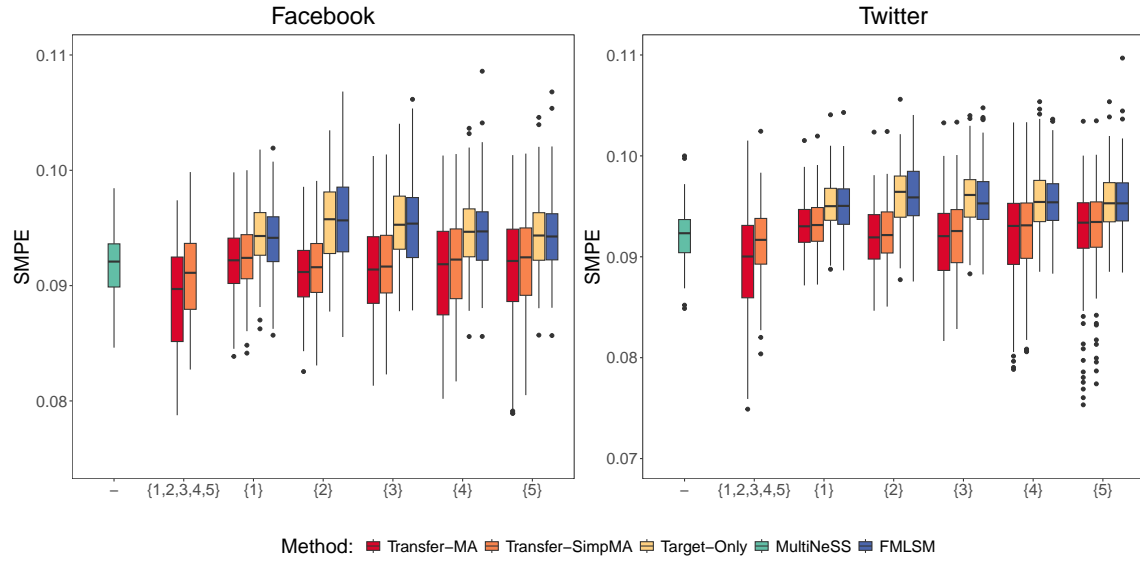 Facebook
Twitter
SMPE
0.11
0.10
0.09
0.08
– {1,2,3,4,5} {1} {2} {3} {4} {5}
SMPE
0.11
0.10
0.09
0.08
0.07
– {1,2,3,4,5} {1} {2} {3} {4} {5}
Method: Transfer−MA Transfer−SimpMA Target−Only MultiNeSS FMLSM